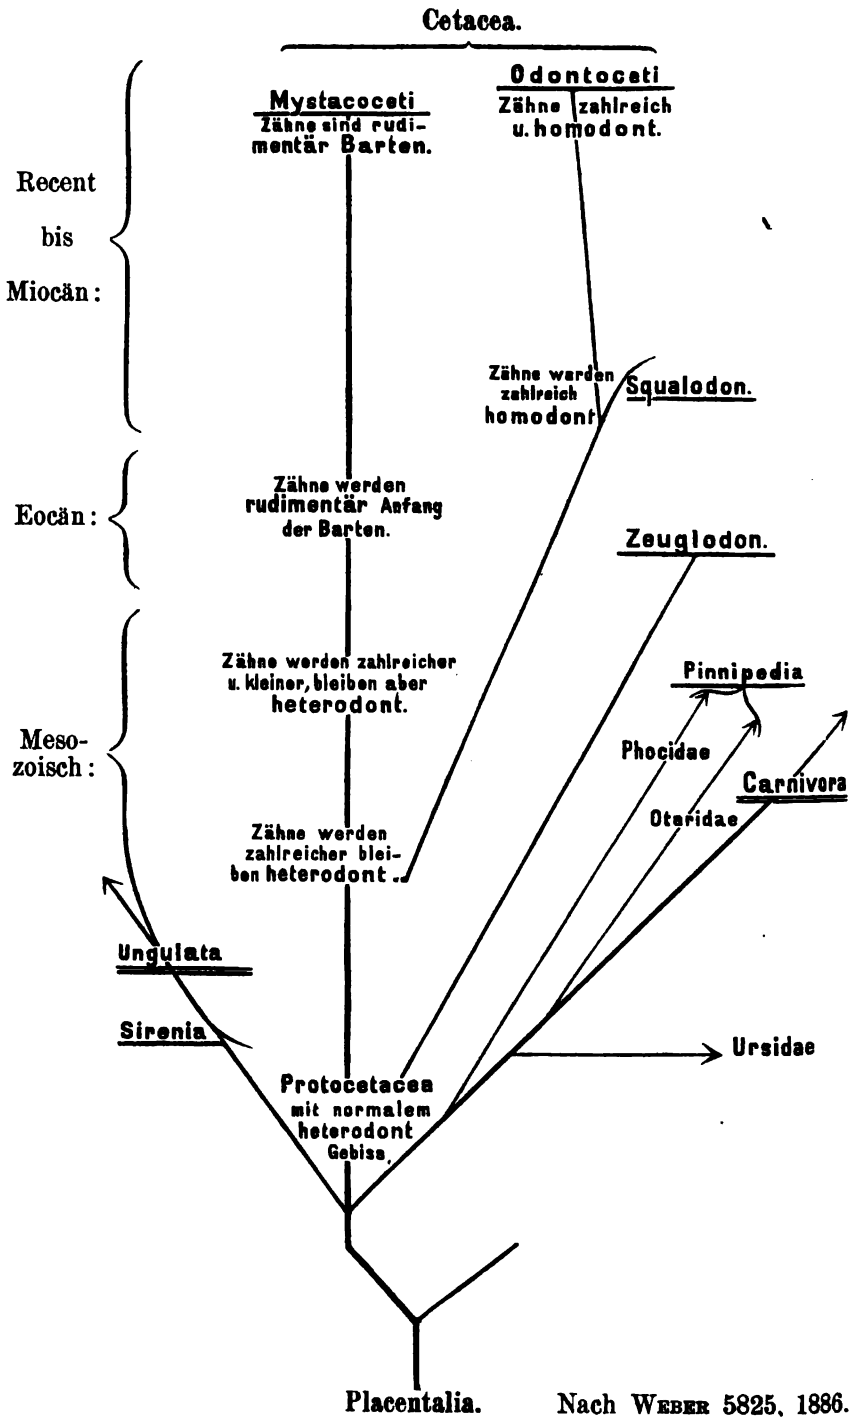 Cetacea.
Odontoceti
Zähne zahlreich
u. homodont.
Mystacoceti
Zähne sind rudi-
mentär Barten.
Recent
bis
Miocän:
Zähne werden
zahlreich
homodont
Squalodon.
Zähne werden
rudimentär Anfang
der Barten.
Eocän:
Zeuglodon.
Zähne werden zahlreicher
u. kleiner, bleiben aber
heterodont.
Pinnipedia
Meso-
zoisch:
Phocidae
Carnivora
Otaridae
Zähne werden
zahlreicher blei-
ben heterodont
Ungulata
Sirenia
Ursidae
Protocetacea
mit normalem
heterodont
Gebiss.
Placentalia.
Nach WEBER 5825, 1886.